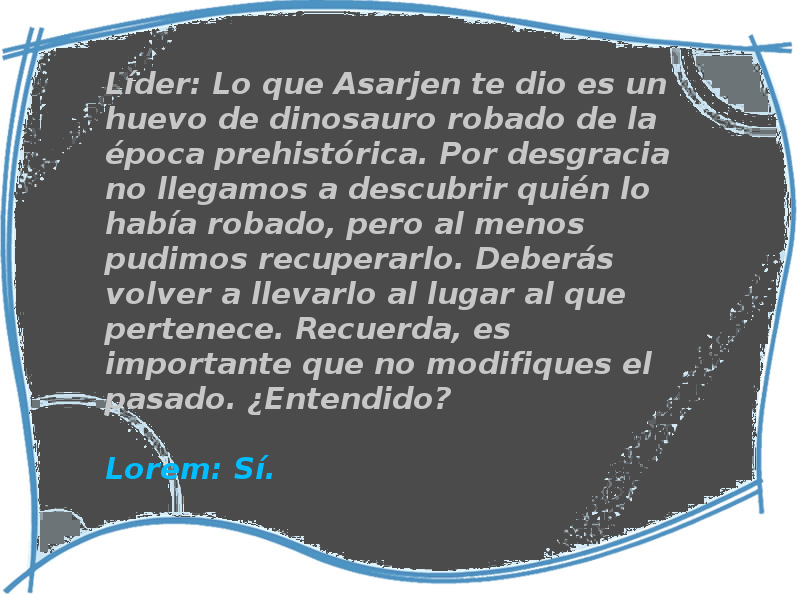 Líder: Lo que Asarjen te dio es un
huevo de dinosauro robado de la
época prehistórica. Por desgracia
no llegamos a descubrir quién lo
había robado, pero al menos
pudimos recuperarlo. Deberás
volver a llevarlo al lugar al que
pertenece. Recuerda, es
importante que no modifiques el
pasado. ¿Entendido?
Lorem: Sí.